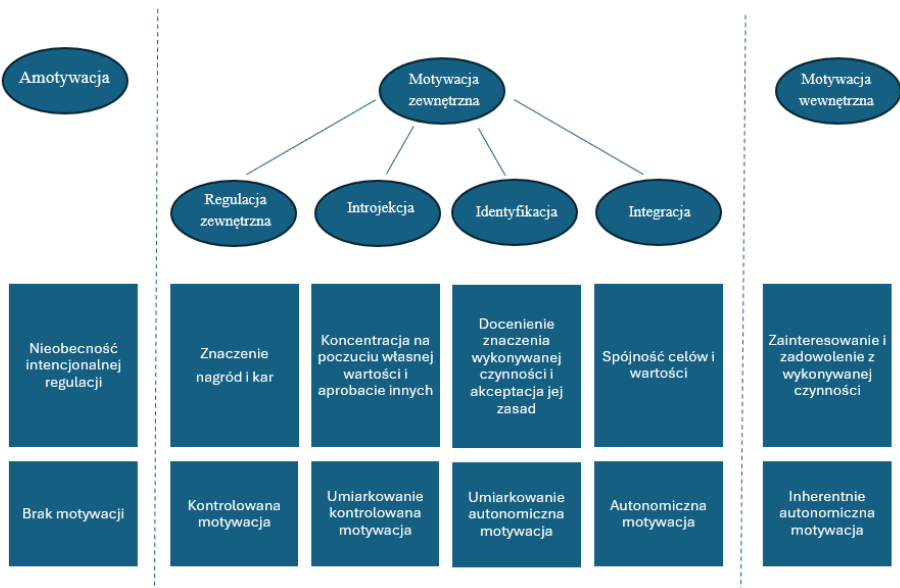 Amotywacja
Motywacja
zewnętrzna
Motywacja
wewnętrzna
Regulacja
zewnętrzna
Introjekcja
Identyfikacja
Integracja
Nieobecność
intencjonalnej
regulacji
Znaczenie
nagród i kar
Koncentracja na
poczuciu własnej
wartości i
aprobacie innych
Docenienie
znaczenia
wykonywanej
czynności i
akceptacja jej
zasad
Spójność celów i
wartości
Zainteresowanie i
zadowolenie z
wykonywanej
czynności
Brak motywacji
Kontrolowana
motywacja
Umiarkowanie
kontrolowana
motywacja
Umiarkowanie
autonomiczna
motywacja
Autonomiczna
motywacja
Inherentnie
autonomiczna
motywacja